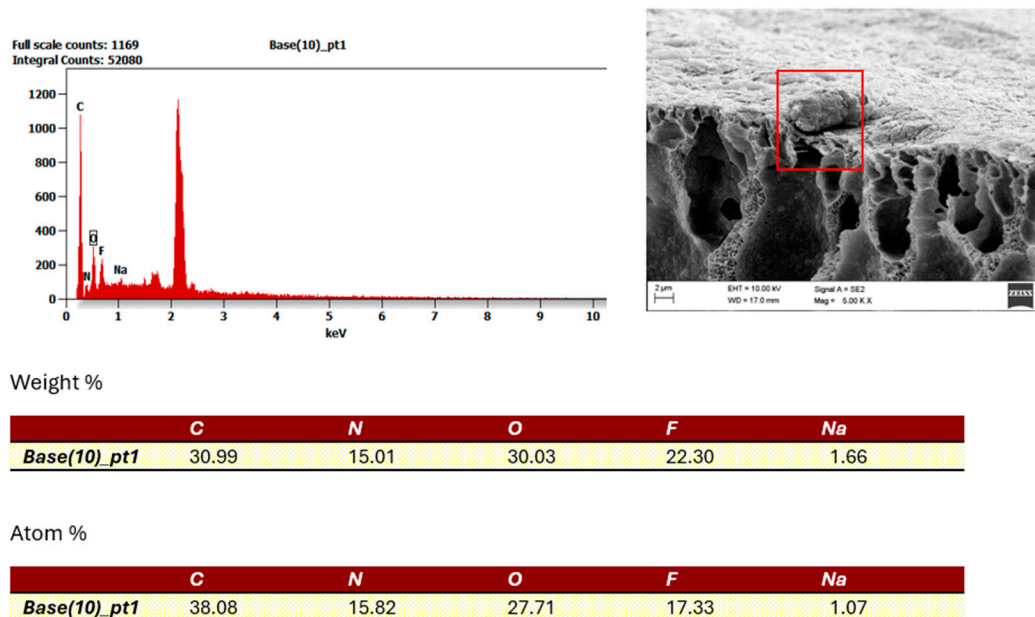 Full scale counts: 1169
Integral Counts: 52080
Base(10)_pt1
1200
1000
800
600
400
200
0
C
N
O
F
Na
0 1 2 3 4 5 6 7 8 9 10
keV
2 µm
EHT = 10.00 kV
WD = 17.0 mm
Signal A = SE2
Mag = 5.00 K X
ZEISS
Weight %
C N O F Na
Base(10)_pt1 30.99 15.01 30.03 22.30 1.66
Atom %
C N O F Na
Base(10)_pt1 38.08 15.82 27.71 17.33 1.07